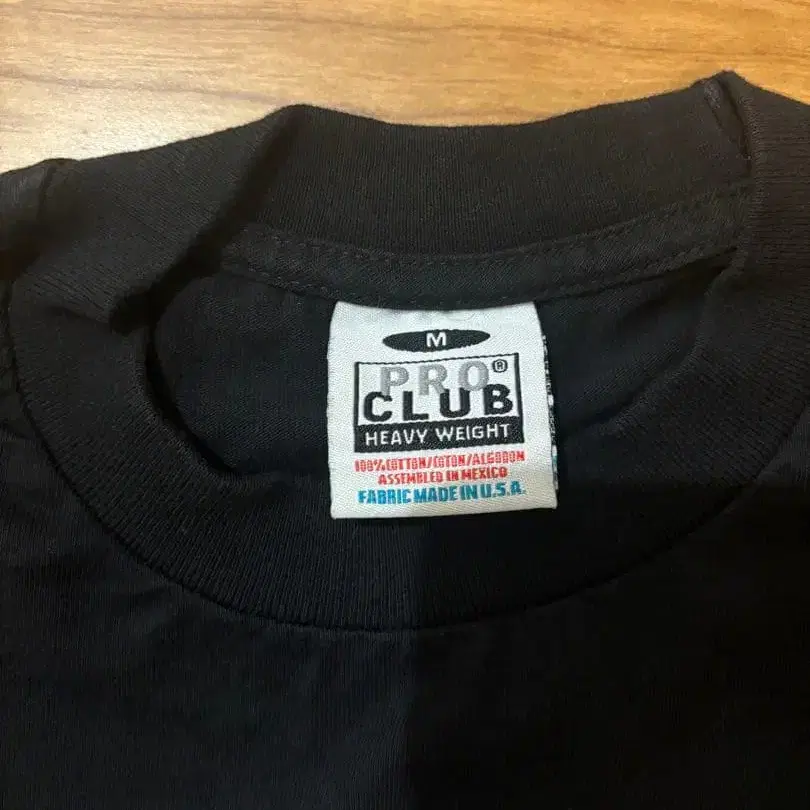 M
PRO®
CLUB
HEAVY WEIGHT
100% COTTON/COTON/ALGODON
ASSEMBLED IN MEXICO
FABRIC MADE IN U.S.A.